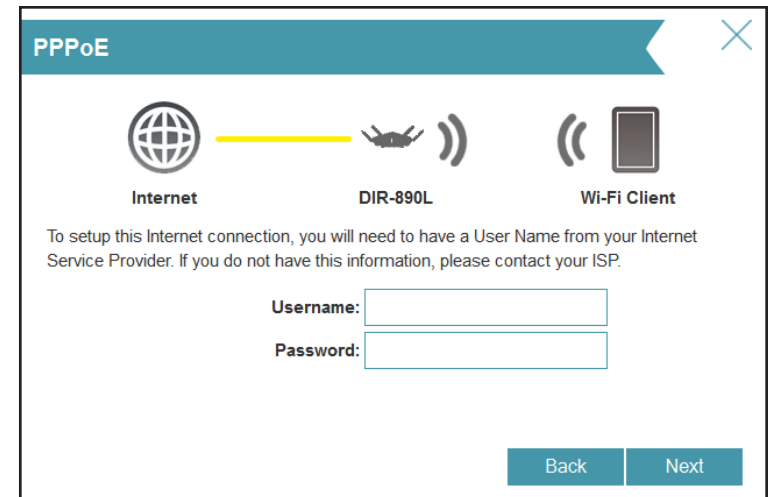 PPPoE
Internet
DIR-890L
Wi-Fi Client
To setup this Internet connection, you will need to have a User Name from your Internet
Service Provider. If you do not have this information, please contact your ISP.
Username:
Password:
Back
Next